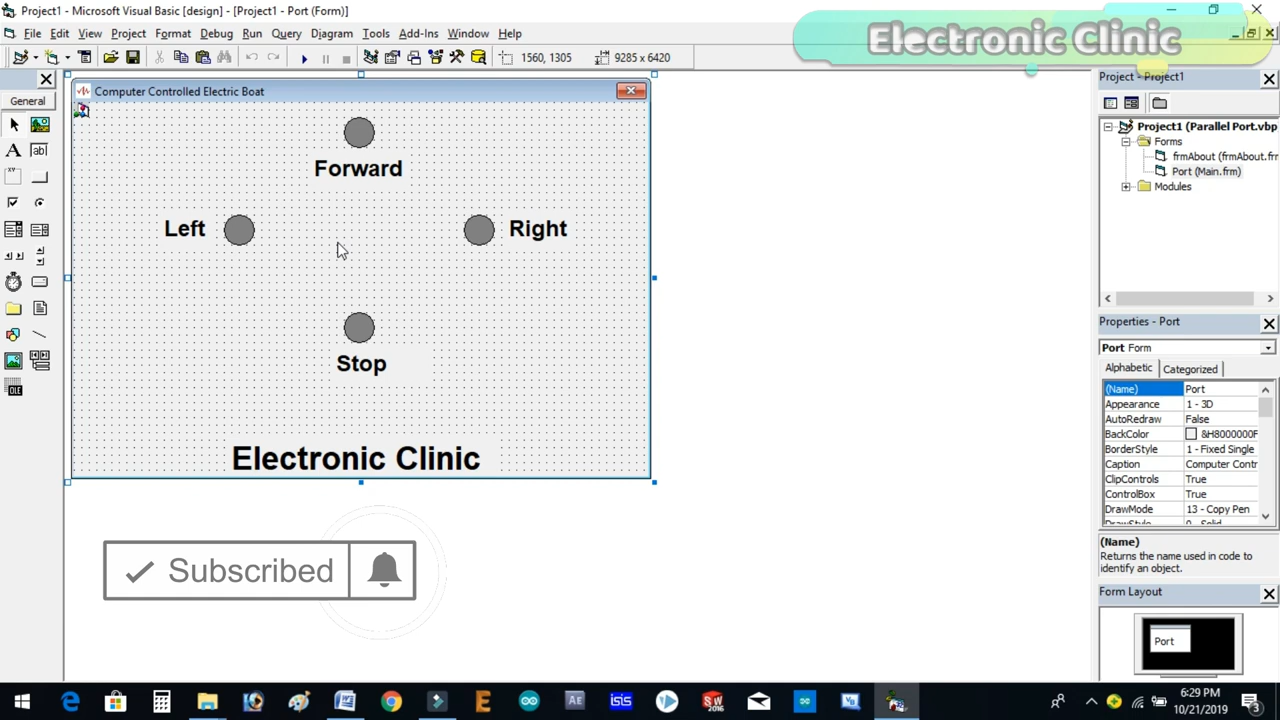 Project1 - Microsoft Visual Basic [design] - [Project1 - Port (Form)]
File Edit View Project Format Debug Run Query Diagram Tools Add-Ins Window Help
Electronic Clinic
1560, 1305
9285 x 6420
General
Computer Controlled Electric Boat
Forward
Left
Right
Stop
Electronic Clinic
Subscribed
Project - Project1
Project1 (Parallel Port.vbp
Forms
frmAbout (frmAbout.fr
Port (Main.frm)
Modules
Properties - Port
Port Form
Alphabetic Categorized
(Name) Port
Appearance 1 - 3D
AutoRedraw False
BackColor &H8000000F
BorderStyle 1 - Fixed Single
Caption Computer Contr
ClipControls True
ControlBox True
DrawMode 13 - Copy Pen
(Name)
Returns the name used in code to
identify an object.
Form Layout
Port
6:29 PM
10/21/2019